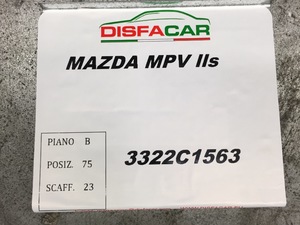 DISFACAR
MAZDA MPV IIs
PIANO B
POSIZ. 75
SCAFF. 23
3322C1563